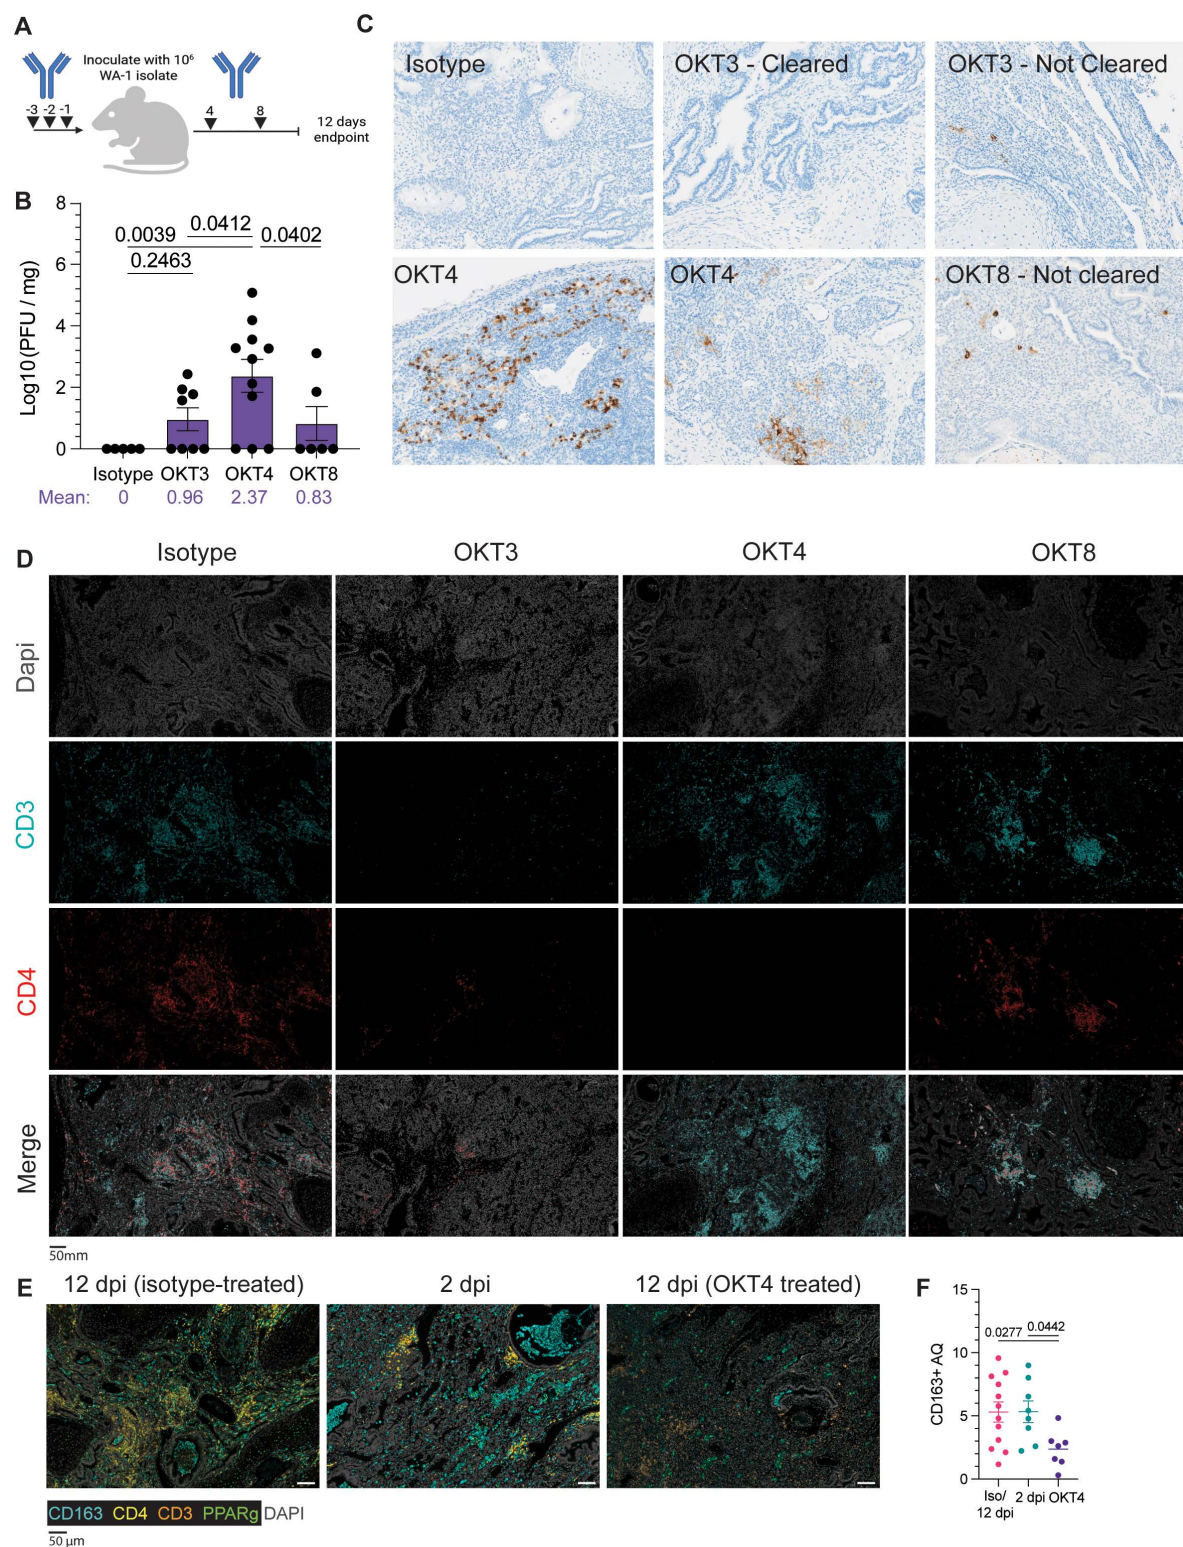 A
Inoculate with 10⁶
WA-1 isolate
-3 -2 -1
4 8
12 days
endpoint
B
Log10(PFU / mg)
8
6
4
2
0
0.0412
0.0039
0.0402
0.2463
Isotype OKT3 OKT4 OKT8
Mean: 0 0.96 2.37 0.83
C
Isotype
OKT3 - Cleared
OKT3 - Not Cleared
OKT4
OKT4
OKT8 - Not cleared
D
Isotype OKT3 OKT4 OKT8
Dapi
CD3
CD4
Merge
50mm
E
12 dpi (isotype-treated)
2 dpi
12 dpi (OKT4 treated)
CD163 CD4 CD3 PPARg DAPI
50 µm
F
CD163+ AQ
15
10
5
0
0.0277
0.0442
Iso/
12 dpi
2 dpi
OKT4